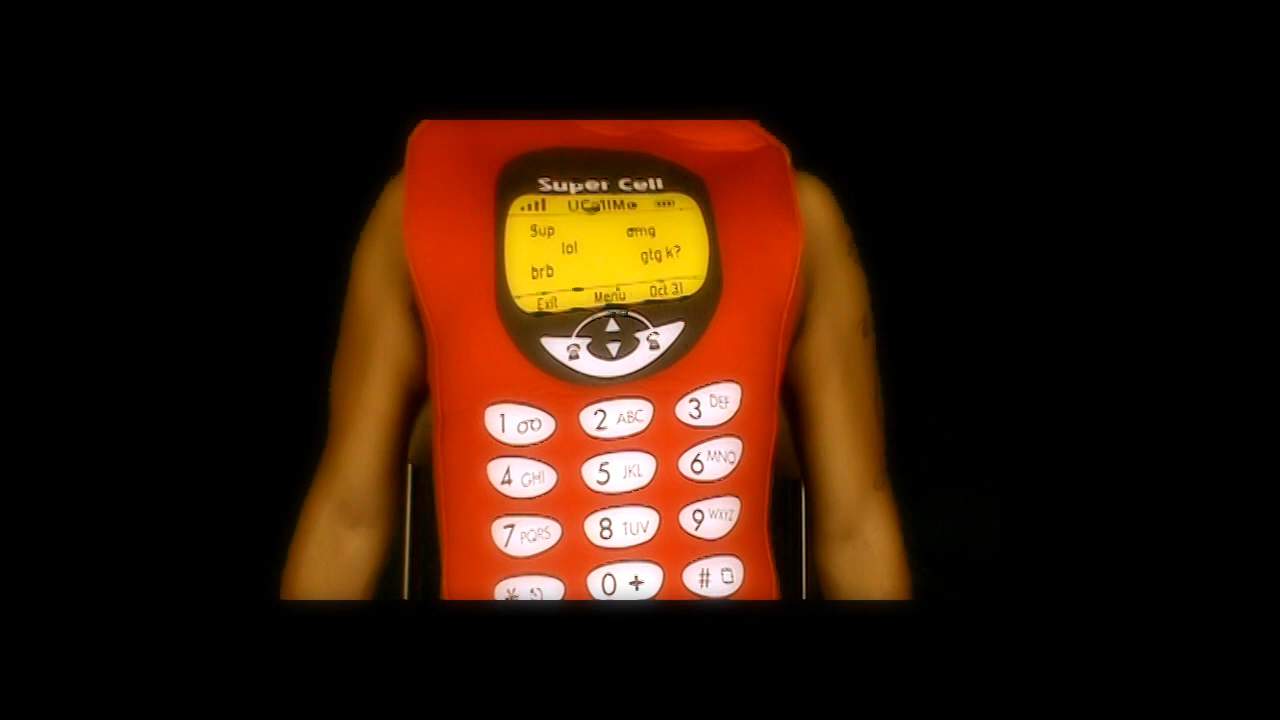 Super Cell
UCallMe
Sup omg
lol gtg k?
brb
Exit Menu Oct 31
1 2 ABC 3 DEF
4 GHI 5 JKL 6 MNO
7 PQRS 8 TUV 9 WXYZ
* 0 + #